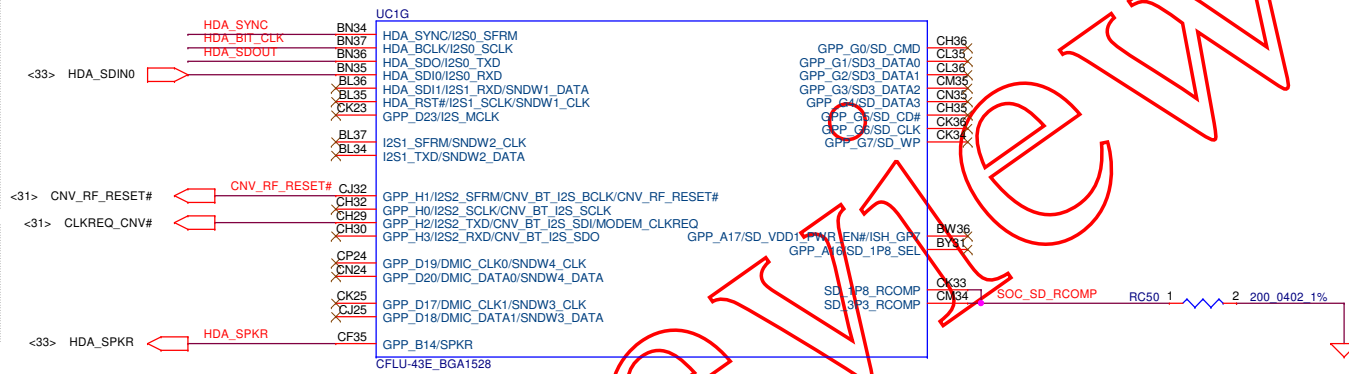 UC1G
HDA_SYNC BN34 HDA_SYNC/I2S0_SFRM
HDA_BIT_CLK BN37 HDA_BCLK/I2S0_SCLK
HDA_SDOUT BN36 HDA_SDO/I2S0_TXD
<33> HDA_SDIN0 BN35 HDA_SDI0/I2S0_RXD
BL36 HDA_SDI1/I2S1_RXD/SNDW1_DATA
BL35 HDA_RST#/I2S1_SCLK/SNDW1_CLK
CK23 GPP_D23/I2S_MCLK
BL37 I2S1_SFRM/SNDW2_CLK
BL34 I2S1_TXD/SNDW2_DATA
<31> CNV_RF_RESET# CNV_RF_RESET# CJ32 GPP_H1/I2S2_SFRM/CNV_BT_I2S_BCLK/CNV_RF_RESET#
CH32 GPP_H0/I2S2_SCLK/CNV_BT_I2S_SCLK
<31> CLKREQ_CNV# CH29 GPP_H2/I2S2_TXD/CNV_BT_I2S_SDI/MODEM_CLKREQ
CH30 GPP_H3/I2S2_RXD/CNV_BT_I2S_SDO
CP24 GPP_D19/DMIC_CLK0/SNDW4_CLK
CN24 GPP_D20/DMIC_DATA0/SNDW4_DATA
CK25 GPP_D17/DMIC_CLK1/SNDW3_CLK
CJ25 GPP_D18/DMIC_DATA1/SNDW3_DATA
<33> HDA_SPKR HDA_SPKR CF35 GPP_B14/SPKR
GPP_G0/SD_CMD CH36
GPP_G1/SD3_DATA0 CL35
GPP_G2/SD3_DATA1 CL36
GPP_G3/SD3_DATA2 CM35
GPP_G4/SD_DATA3 CN35
GPP_G5/SD_CD# CH35
GPP_G6/SD_CLK CK36
GPP_G7/SD_WP CK34
GPP_A17/SD_VDD1_PWR_EN#/ISH_GP7 BW36
GPP_A16/SD_1P8_SEL BY31
SD_1P8_RCOMP CK33
SD_3P3_RCOMP CM34 SOC_SD_RCOMP RC50 1 2 200_0402_1%
CFLU-43E_BGA1528